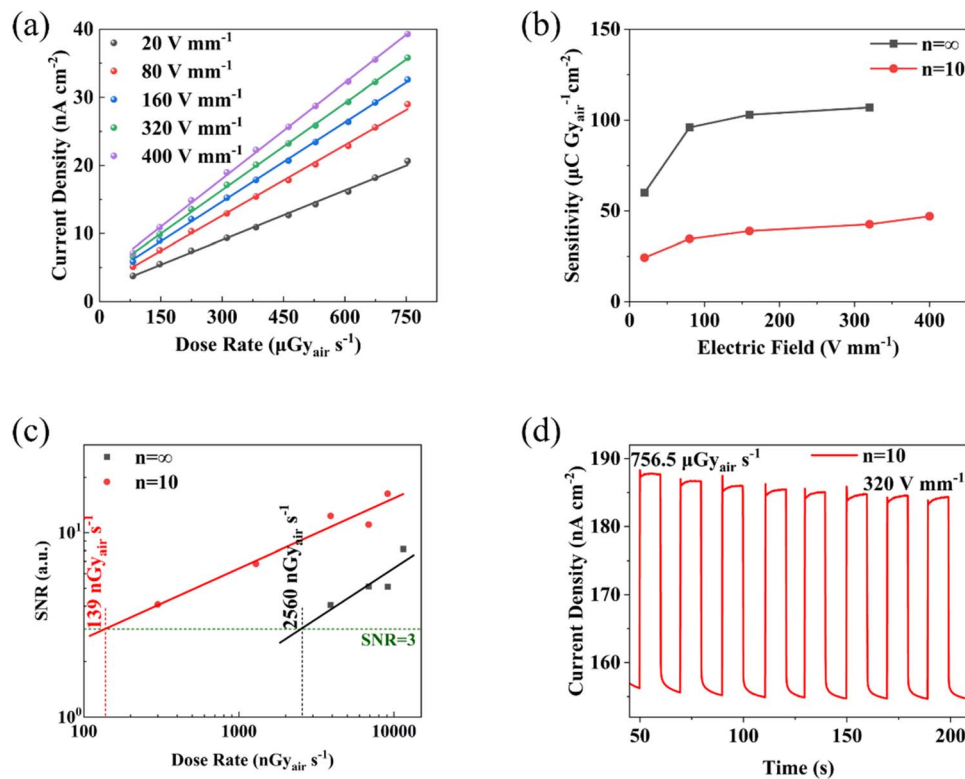 (a)
20 V mm⁻¹
80 V mm⁻¹
160 V mm⁻¹
320 V mm⁻¹
400 V mm⁻¹
Current Density (nA cm⁻²)
40
30
20
10
0
0 150 300 450 600 750
Dose Rate (μGyair s⁻¹)
(b)
n=∞
n=10
Sensitivity (μC Gyair⁻¹cm⁻²)
150
100
50
0
0 100 200 300 400
Electric Field (V mm⁻¹)
(c)
n=∞
n=10
SNR (a.u.)
10¹
10⁰
139 nGyair s⁻¹
2560 nGyair s⁻¹
SNR=3
100 1000 10000
Dose Rate (nGyair s⁻¹)
(d)
756.5 μGyair s⁻¹
n=10
320 V mm⁻¹
Current Density (nA cm⁻²)
190
180
170
160
50 100 150 200
Time (s)